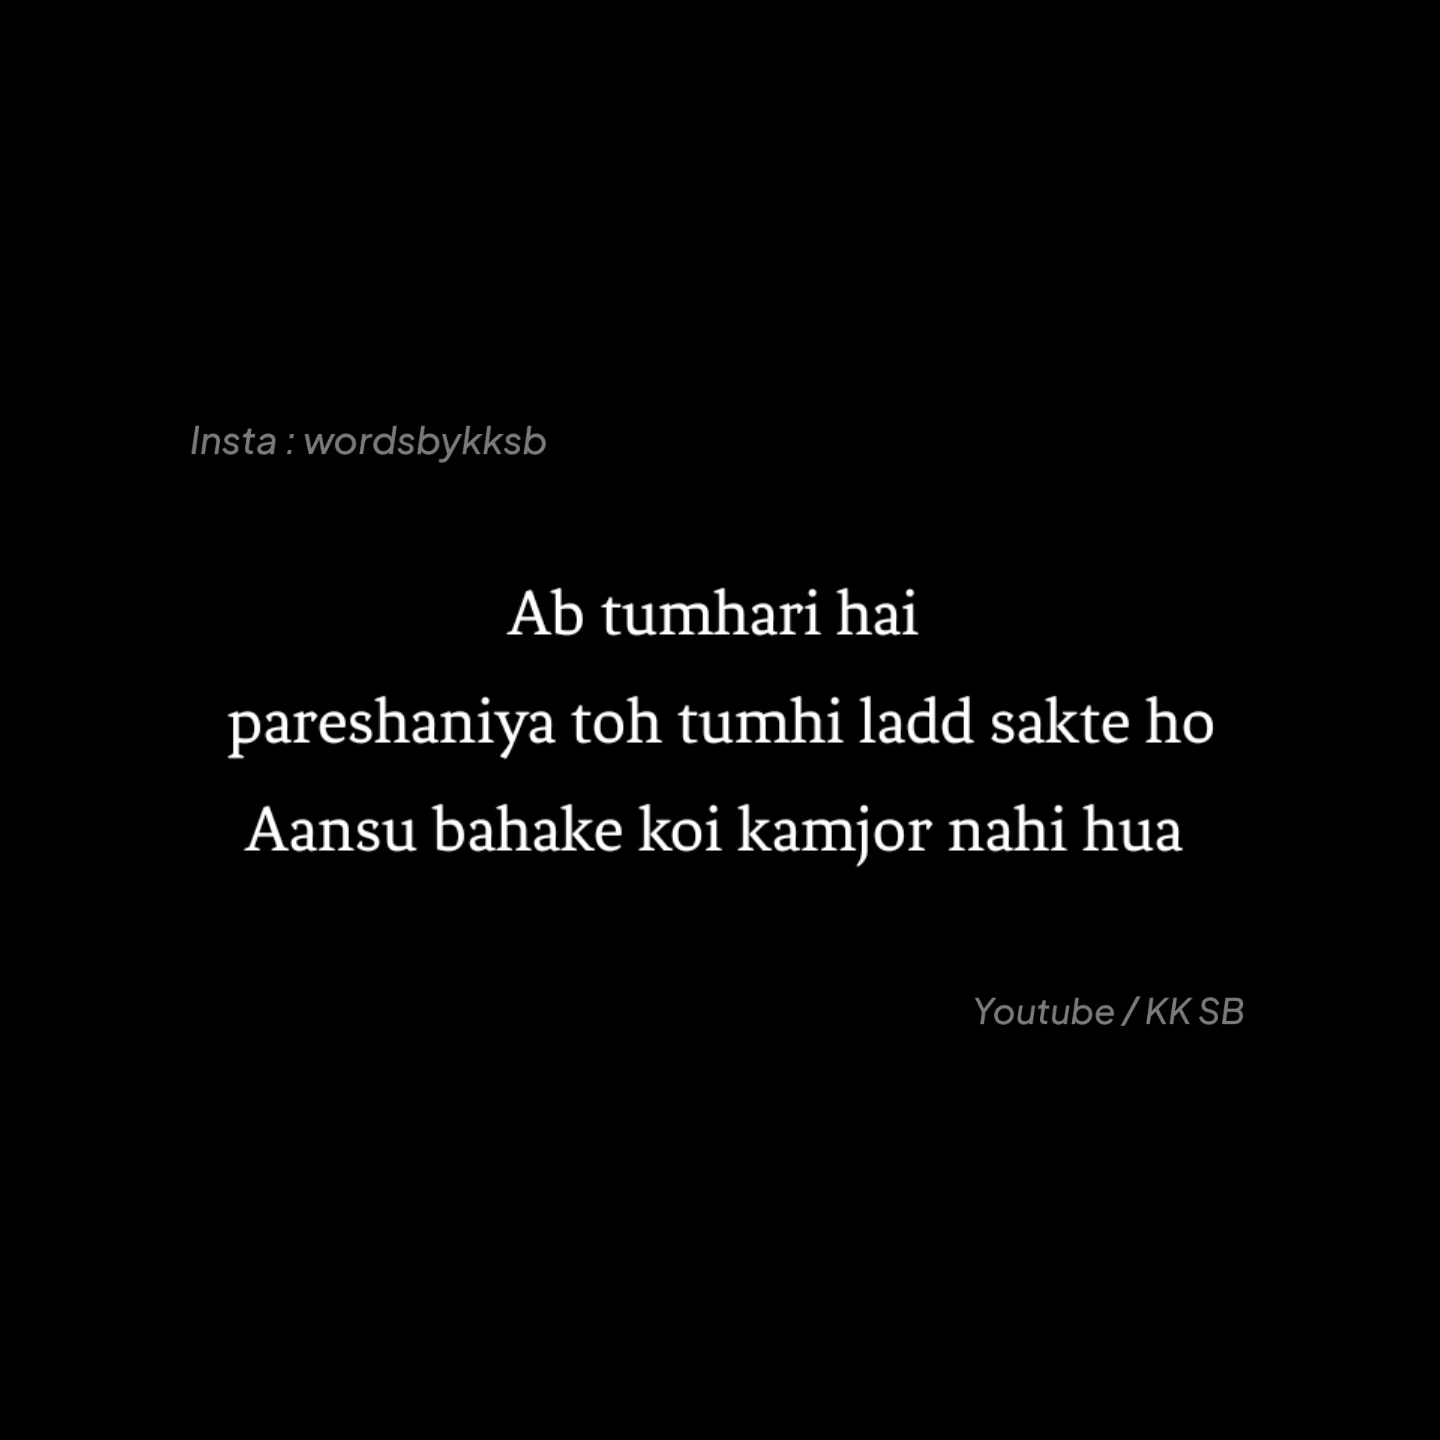 Insta : wordsbykksb
Ab tumhari hai
pareshaniya toh tumhi ladd sakte ho
Aansu bahake koi kamjor nahi hua
Youtube / KK SB